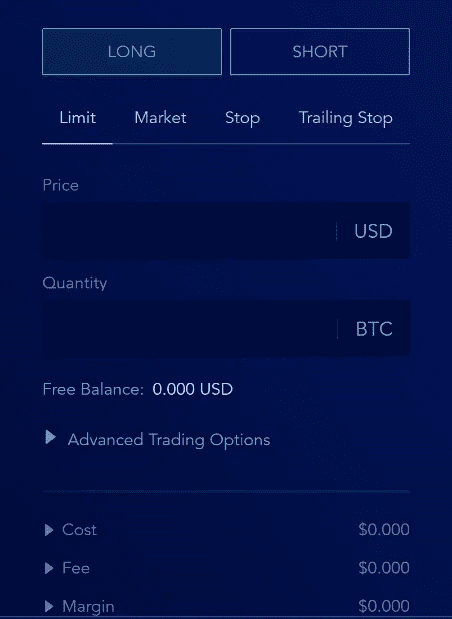 LONG SHORT
Limit Market Stop Trailing Stop
Price
USD
Quantity
BTC
Free Balance: 0.000 USD
Advanced Trading Options
Cost $0.000
Fee $0.000
Margin $0.000